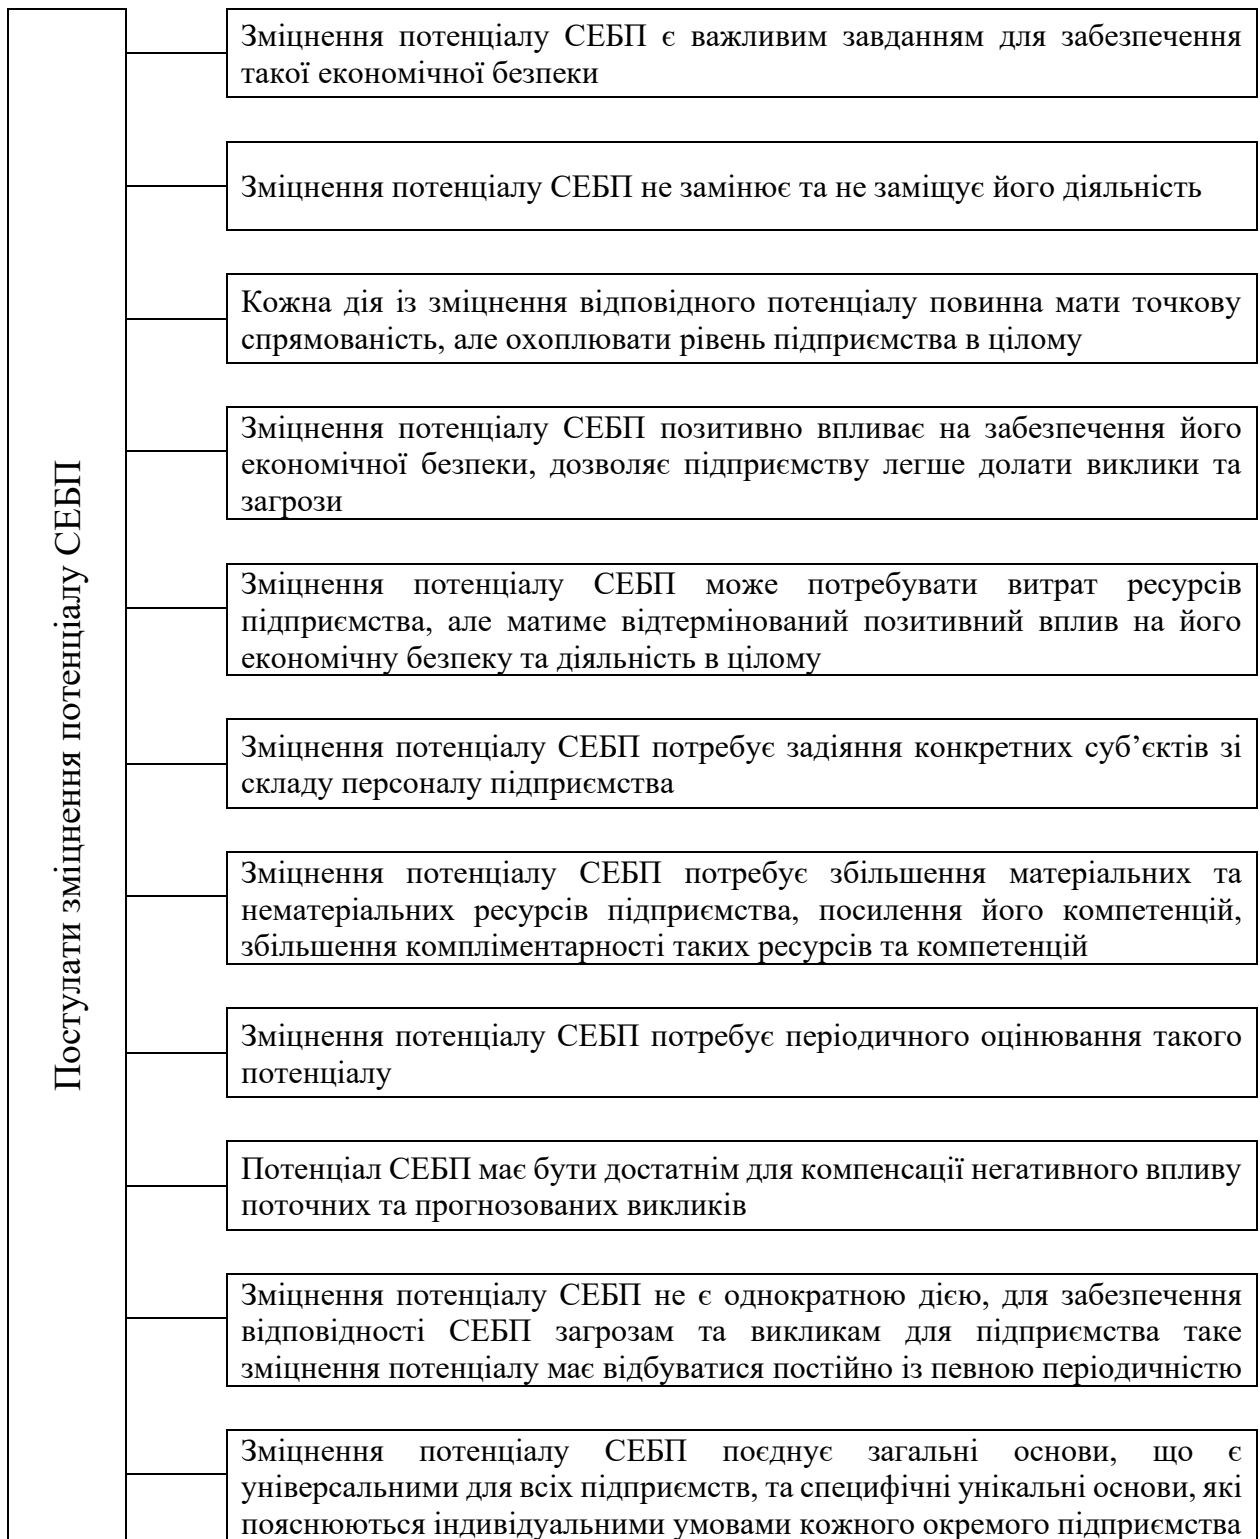 Постулати зміцнення потенціалу СЕБП
Зміцнення потенціалу СЕБП є важливим завданням для забезпечення
такої економічної безпеки
Зміцнення потенціалу СЕБП не замінює та не заміщує його діяльність
Кожна дія із зміцнення відповідного потенціалу повинна мати точкову
спрямованість, але охоплювати рівень підприємства в цілому
Зміцнення потенціалу СЕБП позитивно впливає на забезпечення його
економічної безпеки, дозволяє підприємству легше долати виклики та
загрози
Зміцнення потенціалу СЕБП може потребувати витрат ресурсів
підприємства, але матиме відтермінований позитивний вплив на його
економічну безпеку та діяльність в цілому
Зміцнення потенціалу СЕБП потребує задіяння конкретних суб’єктів зі
складу персоналу підприємства
Зміцнення потенціалу СЕБП потребує збільшення матеріальних та
нематеріальних ресурсів підприємства, посилення його компетенцій,
збільшення компліментарності таких ресурсів та компетенцій
Зміцнення потенціалу СЕБП потребує періодичного оцінювання такого
потенціалу
Потенціал СЕБП має бути достатнім для компенсації негативного впливу
поточних та прогнозованих викликів
Зміцнення потенціалу СЕБП не є однократною дією, для забезпечення
відповідності СЕБП загрозам та викликам для підприємства таке
зміцнення потенціалу має відбуватися постійно із певною періодичністю
Зміцнення потенціалу СЕБП поєднує загальні основи, що є
універсальними для всіх підприємств, та специфічні унікальні основи, які
пояснюються індивідуальними умовами кожного окремого підприємства